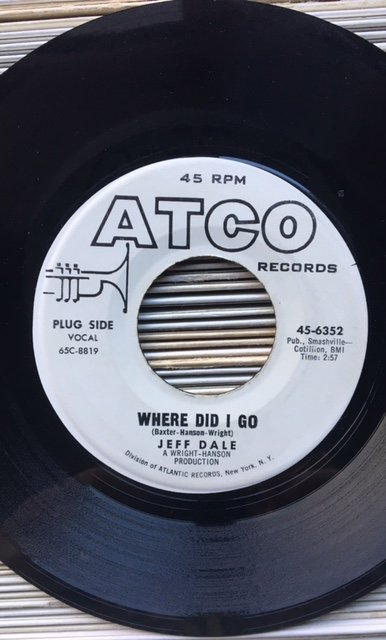 45 RPM
ATCO
RECORDS
PLUG SIDE
VOCAL
65C-8819
45-6352
Pub., Smashville—
Cotillion, BMI
Time: 2:57
WHERE DID I GO
(Baxter-Hanson-Wright)
JEFF DALE
A WRIGHT-HANSON
PRODUCTION
Division of ATLANTIC RECORDS, New York, N. Y.